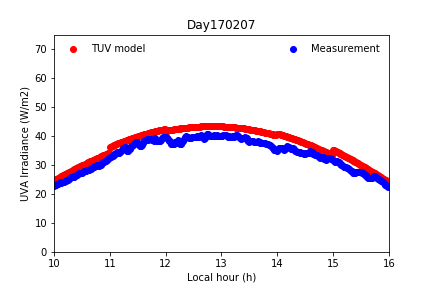 Day170207
TUV model
Measurement
UVA Irradiance (W/m2)
70
60
50
40
30
20
10
0
10 11 12 13 14 15 16
Local hour (h)